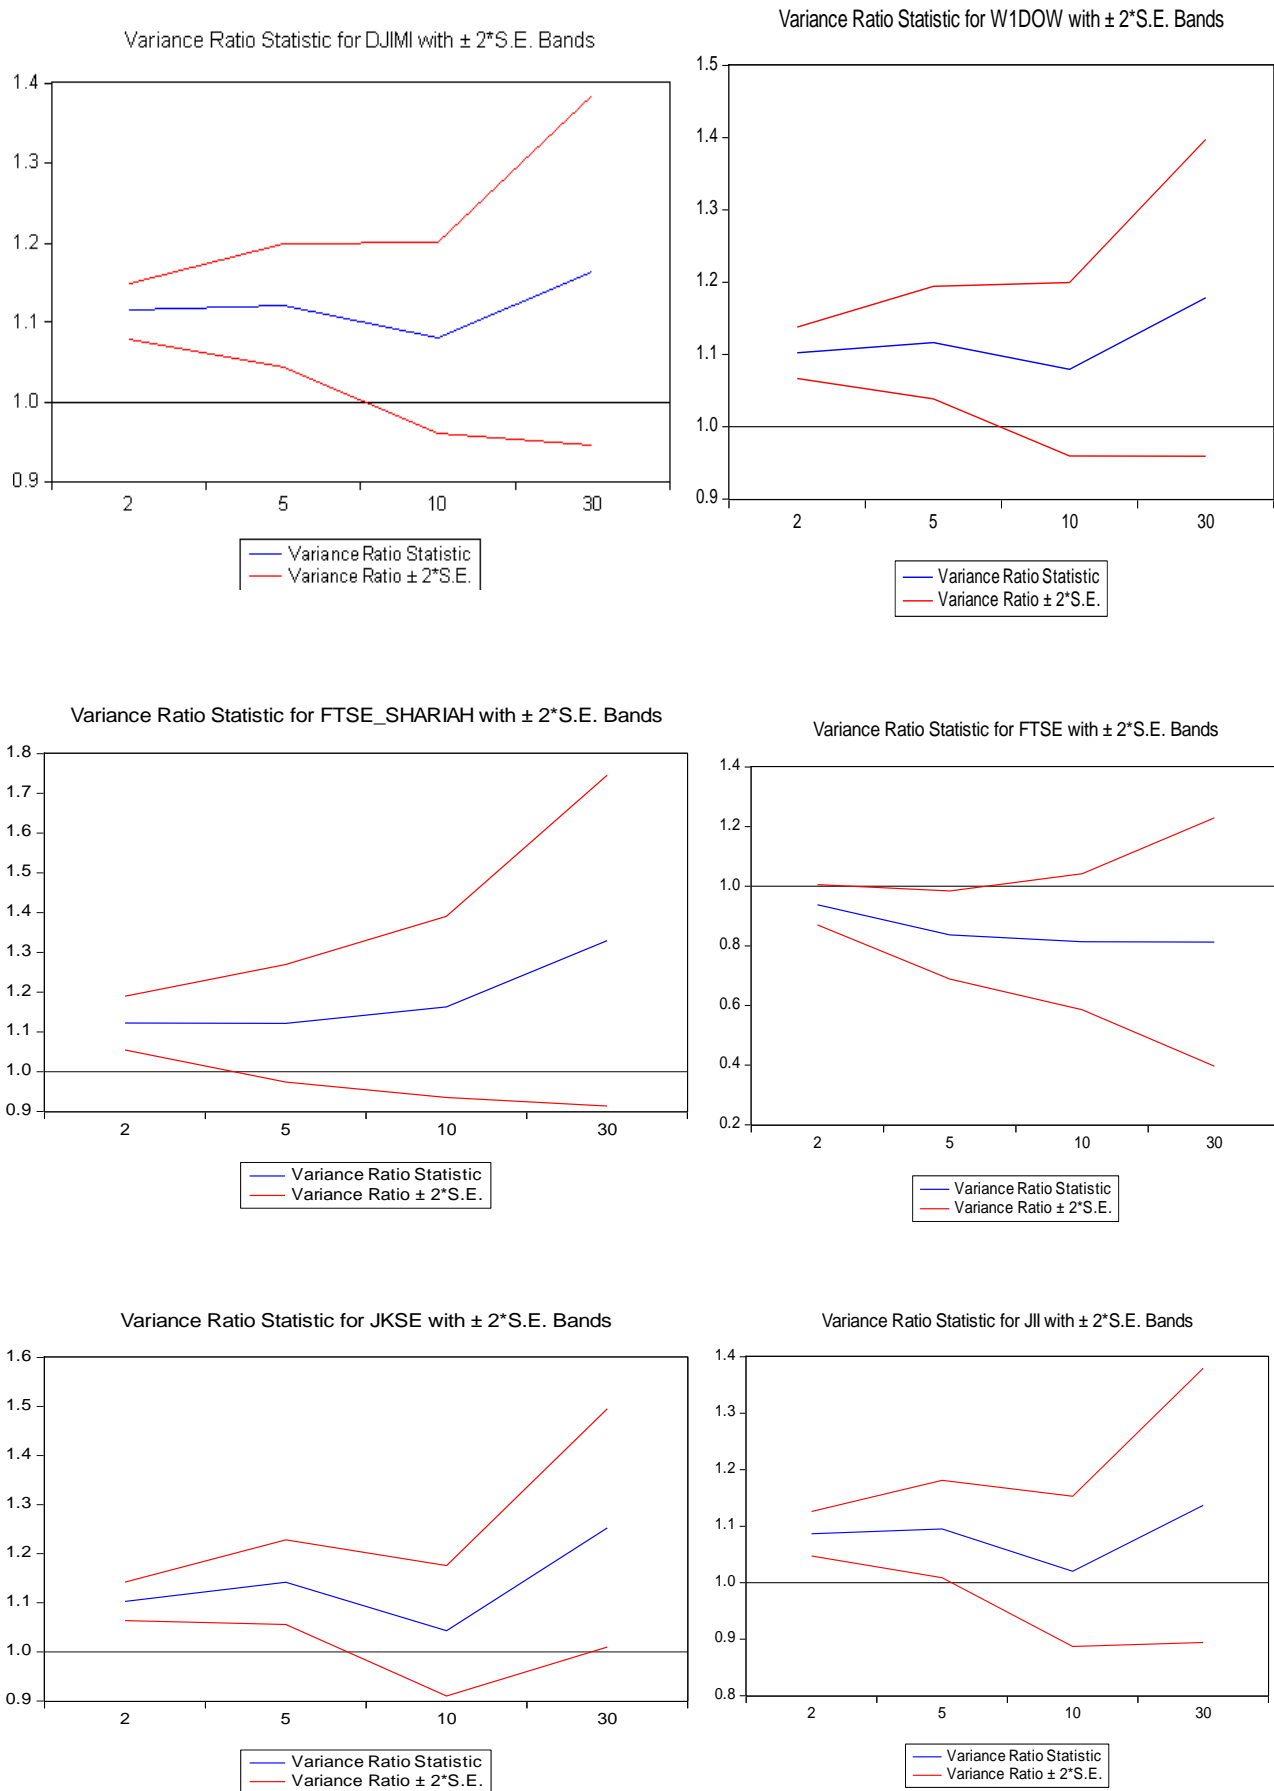 Variance Ratio Statistic for DJIMI with ± 2*S.E. Bands
1.4
1.3
1.2
1.1
1.0
0.9
2 5 10 30
Variance Ratio Statistic
Variance Ratio ± 2*S.E.
Variance Ratio Statistic for W1DOW with ± 2*S.E. Bands
1.5
1.4
1.3
1.2
1.1
1.0
0.9
2 5 10 30
Variance Ratio Statistic
Variance Ratio ± 2*S.E.
Variance Ratio Statistic for FTSE_SHARIAH with ± 2*S.E. Bands
1.8
1.7
1.6
1.5
1.4
1.3
1.2
1.1
1.0
0.9
2 5 10 30
Variance Ratio Statistic
Variance Ratio ± 2*S.E.
Variance Ratio Statistic for FTSE with ± 2*S.E. Bands
1.4
1.2
1.0
0.8
0.6
0.4
0.2
2 5 10 30
Variance Ratio Statistic
Variance Ratio ± 2*S.E.
Variance Ratio Statistic for JKSE with ± 2*S.E. Bands
1.6
1.5
1.4
1.3
1.2
1.1
1.0
0.9
2 5 10 30
Variance Ratio Statistic
Variance Ratio ± 2*S.E.
Variance Ratio Statistic for JII with ± 2*S.E. Bands
1.4
1.3
1.2
1.1
1.0
0.9
0.8
2 5 10 30
Variance Ratio Statistic
Variance Ratio ± 2*S.E.